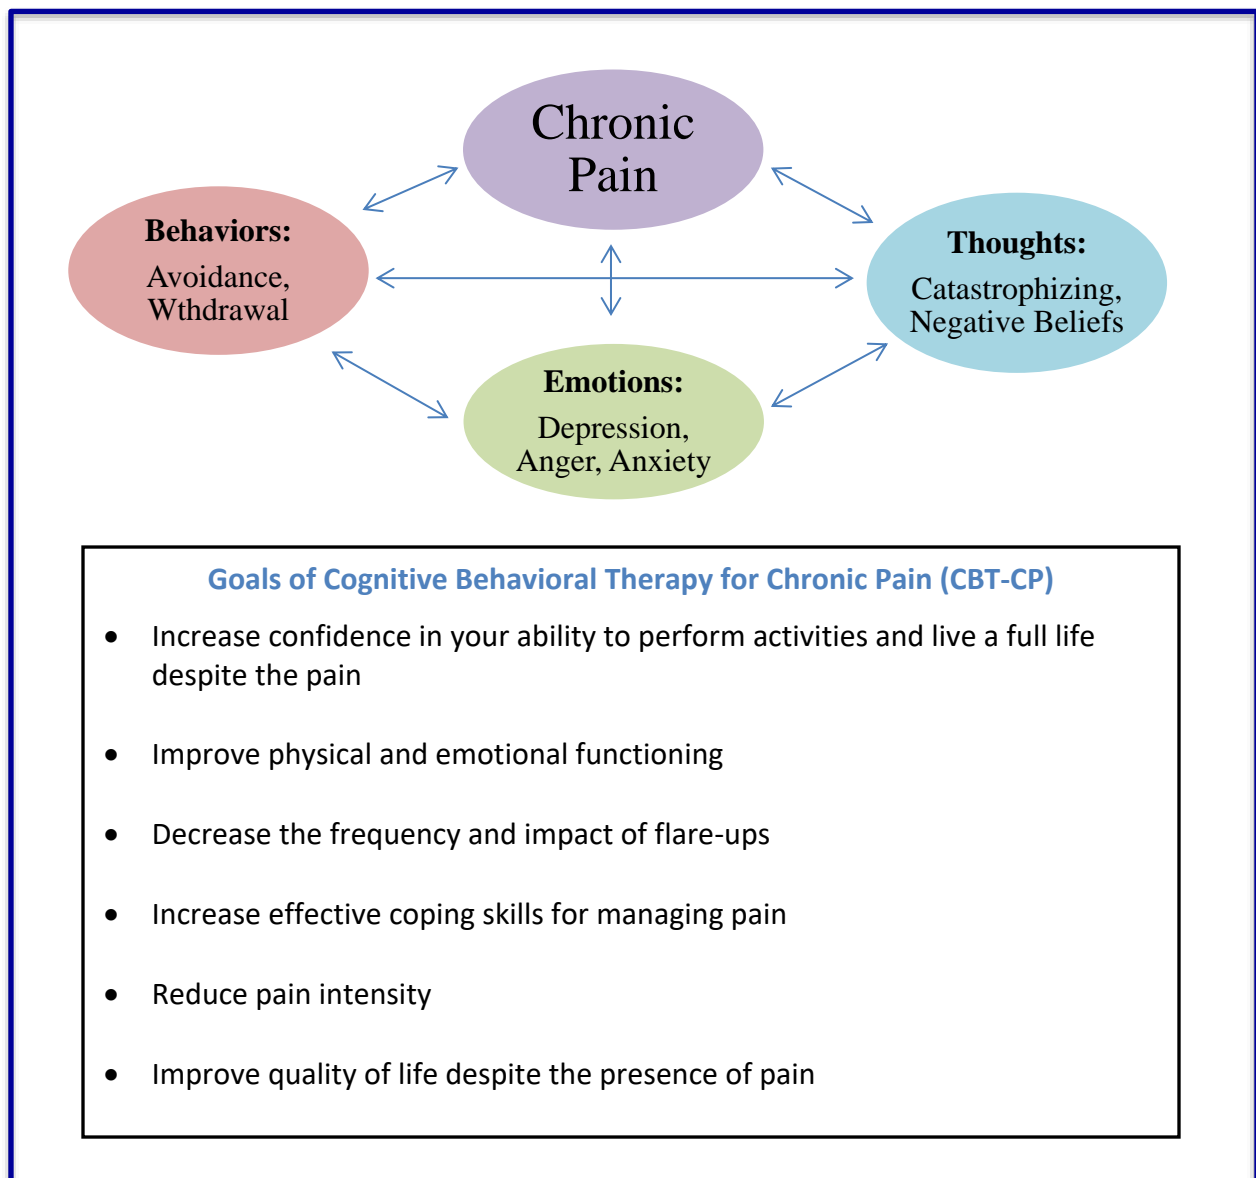 Chronic
Pain
Behaviors:
Avoidance,
Wthdrawal
Thoughts:
Catastrophizing,
Negative Beliefs
Emotions:
Depression,
Anger, Anxiety
Goals of Cognitive Behavioral Therapy for Chronic Pain (CBT-CP)
• Increase confidence in your ability to perform activities and live a full life
despite the pain
• Improve physical and emotional functioning
• Decrease the frequency and impact of flare-ups
• Increase effective coping skills for managing pain
• Reduce pain intensity
• Improve quality of life despite the presence of pain